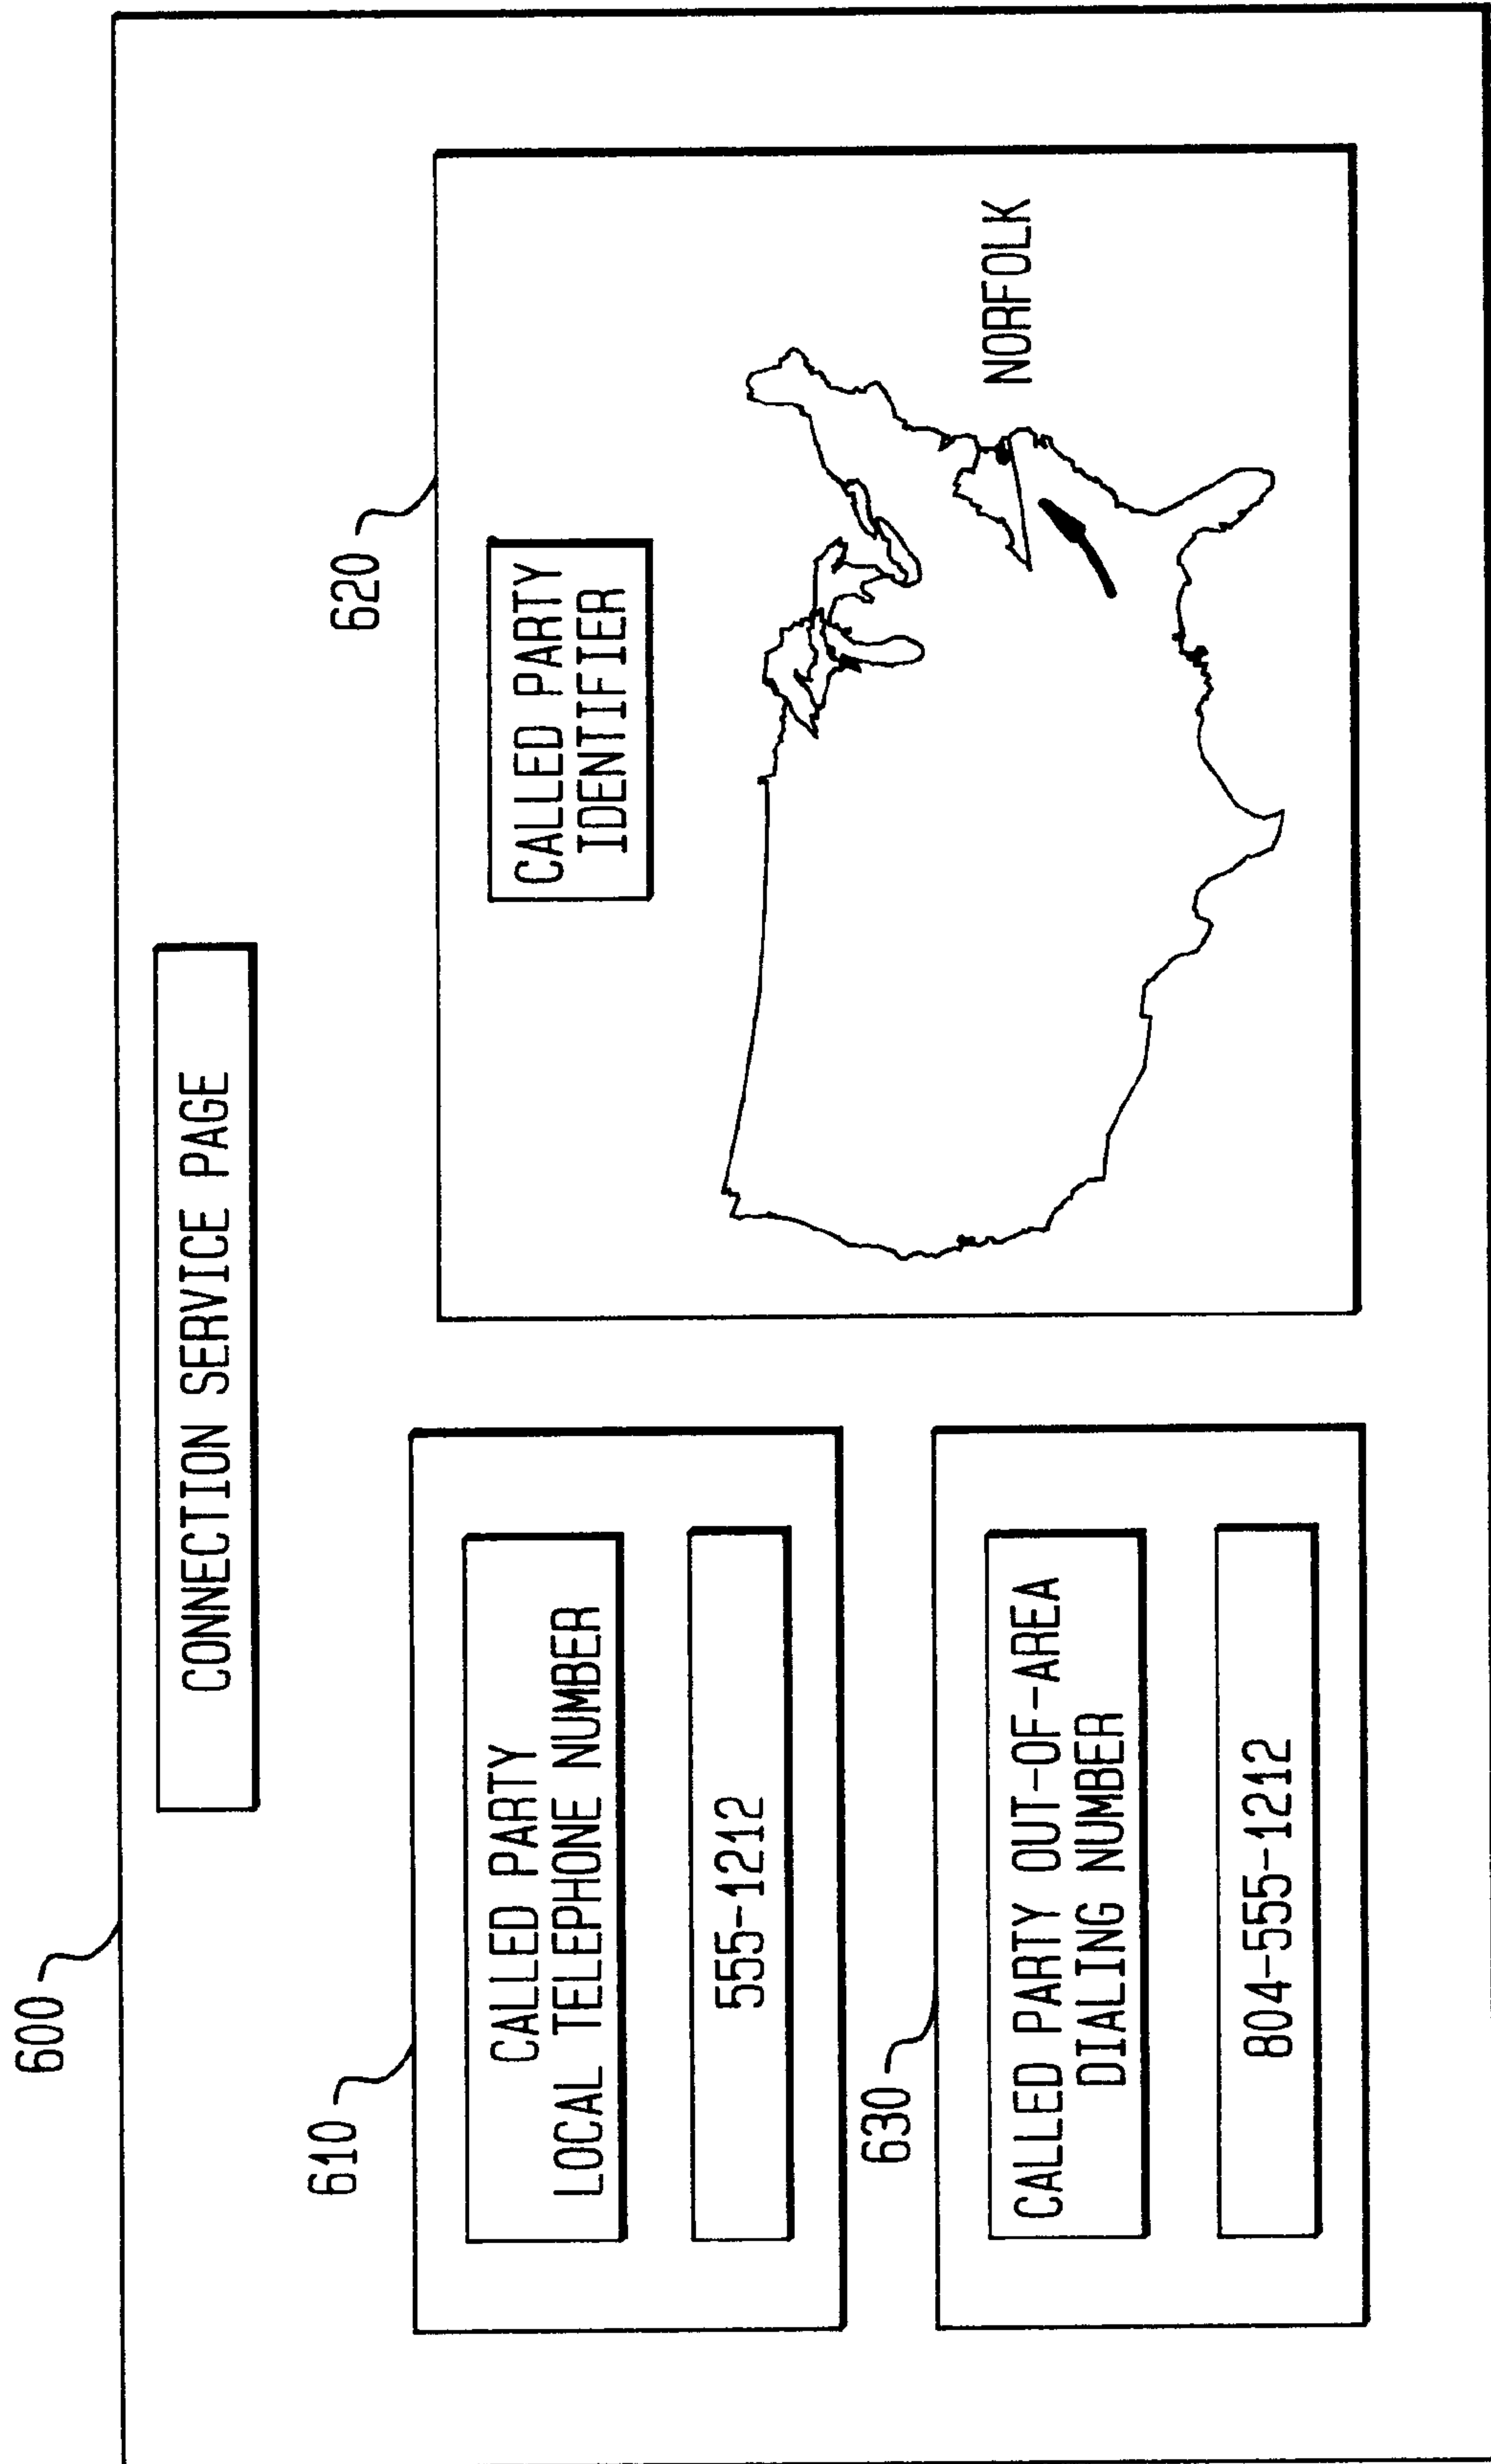 600
CONNECTION SERVICE PAGE
610
CALLED PARTY
LOCAL TELEPHONE NUMBER
555-1212
630
CALLED PARTY OUT-OF-AREA
DIALING NUMBER
804-555-1212
620
CALLED PARTY
IDENTIFIER
NORFOLK